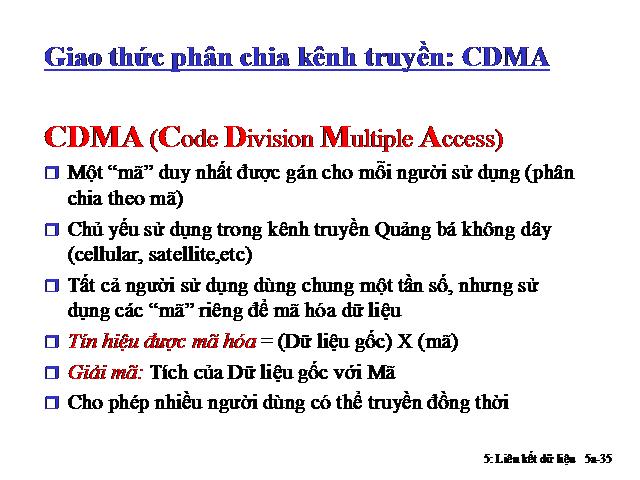 Giao thức phân chia kênh truyền: CDMA
CDMA (Code Division Multiple Access)
Một “mã” duy nhất được gán cho mỗi người sử dụng (phân
chia theo mã)
Chủ yếu sử dụng trong kênh truyền Quảng bá không dây
(cellular, satellite,etc)
Tất cả người sử dụng dùng chung một tần số, nhưng sử
dụng các “mã” riêng để mã hóa dữ liệu
Tín hiệu được mã hóa = (Dữ liệu gốc) X (mã)
Giải mã: Tích của Dữ liệu gốc với Mã
Cho phép nhiều người dùng có thể truyền đồng thời
5: Liên kết dữ liệu 5a-35